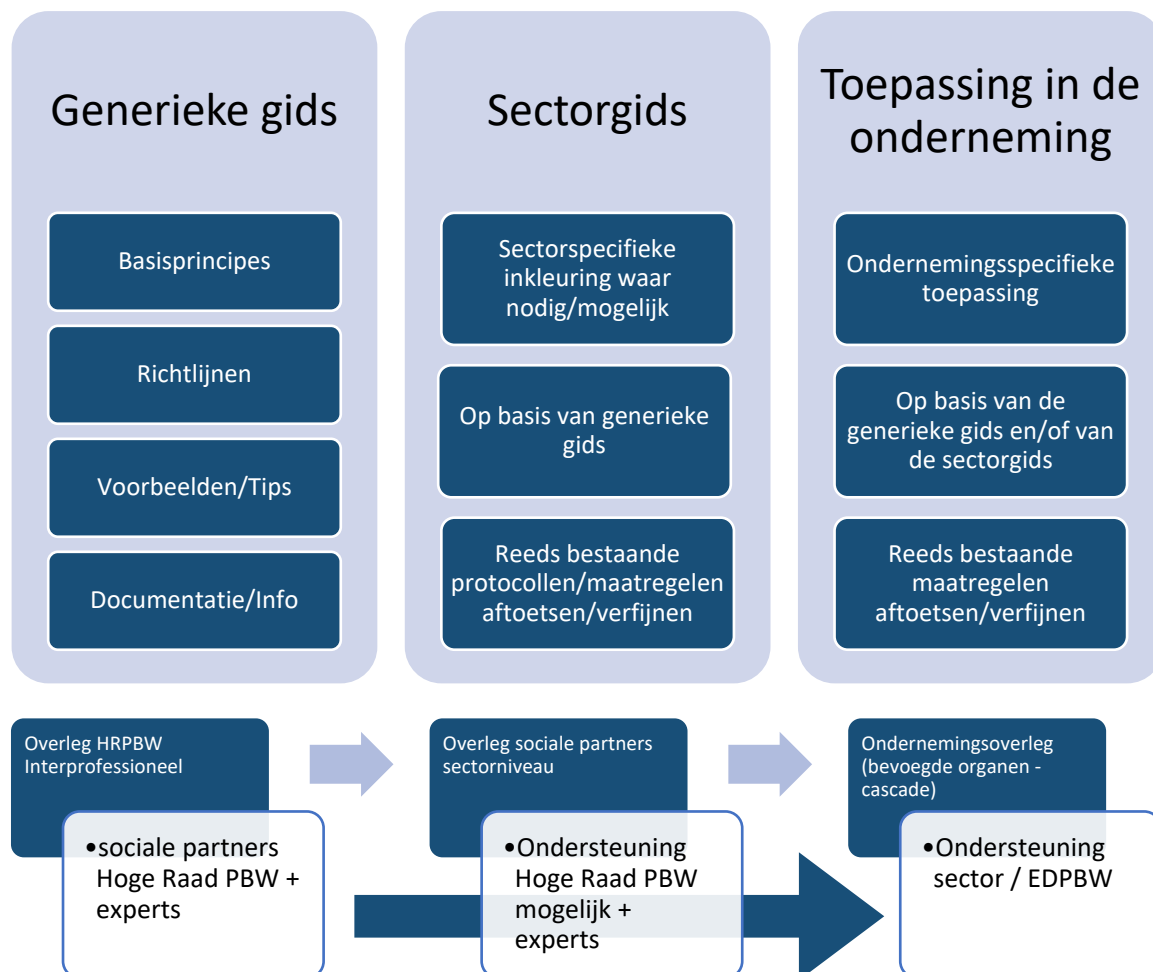 Generieke gids
Basisprincipes
Richtlijnen
Voorbeelden/Tips
Documentatie/Info
Sectorgids
Sectorspecifieke
inkleuring waar
nodig/mogelijk
Op basis van generieke
gids
Reeds bestaande
protocollen/maatregelen
aftoetsen/verfijnen
Toepassing in de
onderneming
Ondernemingsspecifieke
toepassing
Op basis van de
generieke gids en/of van
de sectorgids
Reeds bestaande
maatregelen
aftoetsen/verfijnen
Overleg HRPBW
Interprofessioneel
•sociale partners
Hoge Raad PBW +
experts
Overleg sociale partners
sectorniveau
•Ondersteuning
Hoge Raad PBW
mogelijk +
experts
Ondernemingsoverleg
(bevoegde organen -
cascade)
•Ondersteuning
sector / EDPBW